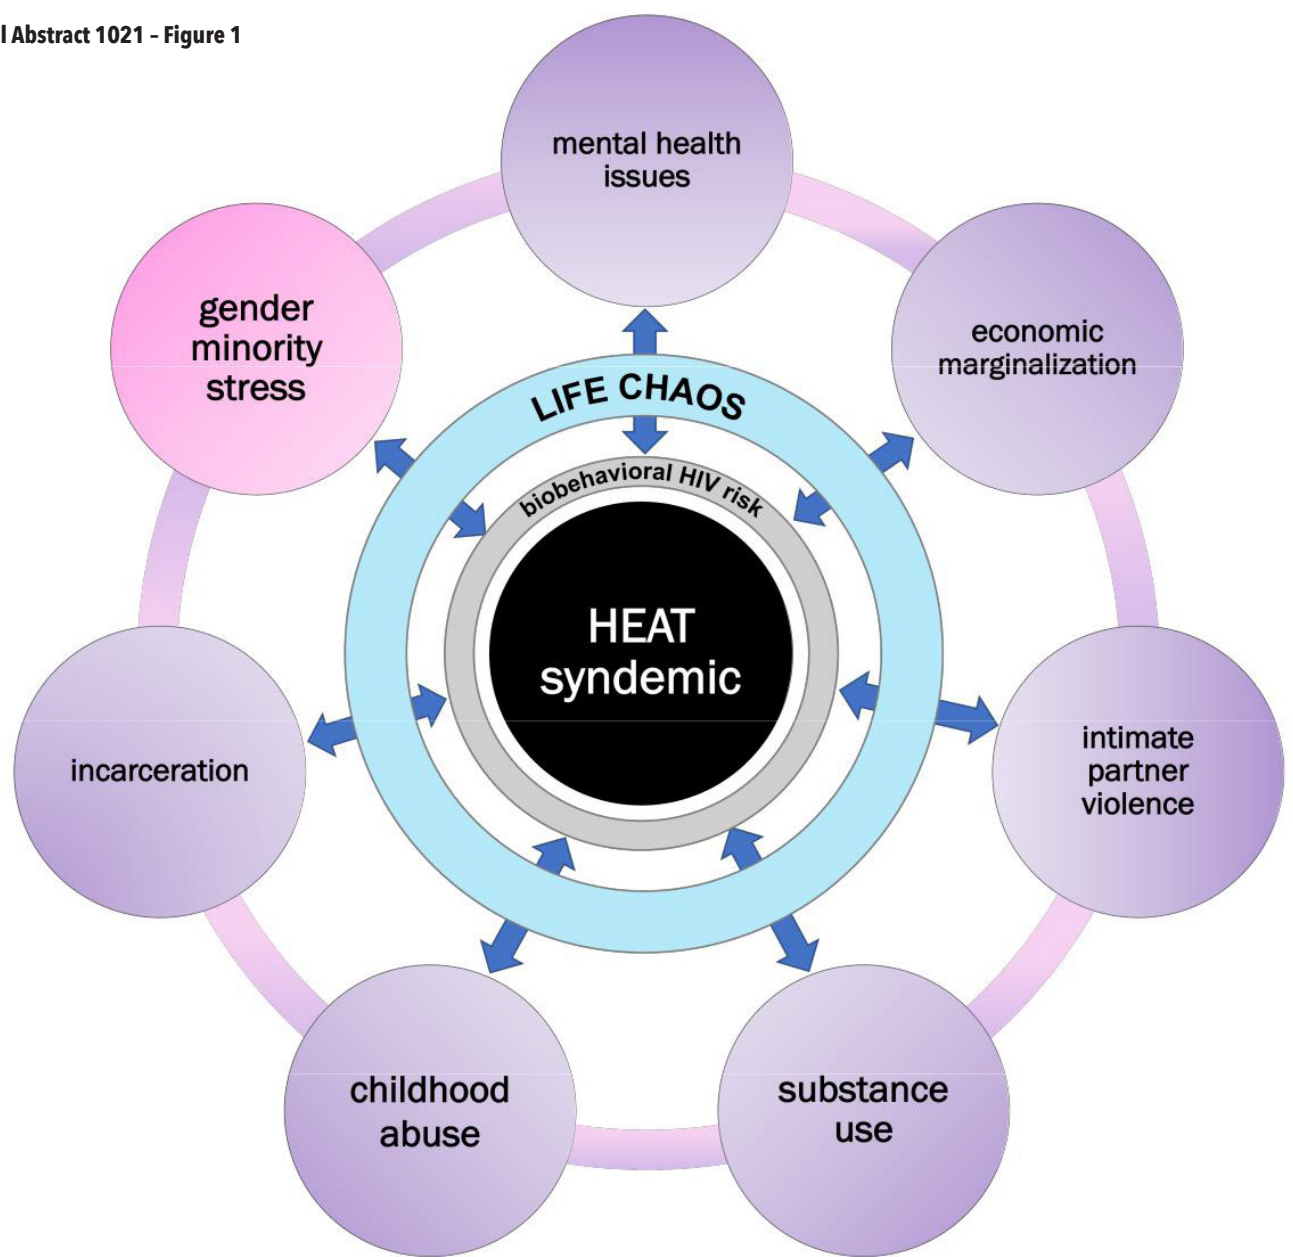 l Abstract 1021 – Figure 1
mental health
issues
gender
minority
stress
economic
marginalization
LIFE CHAOS
biobehavioral HIV risk
HEAT
syndemic
incarceration
intimate
partner
violence
childhood
abuse
substance
use